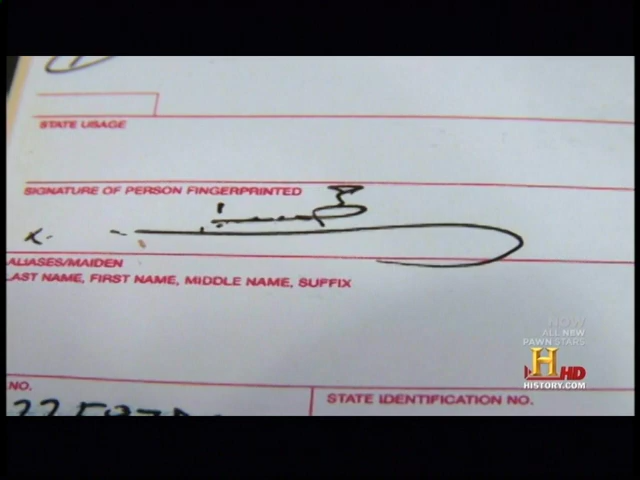 STATE USAGE
SIGNATURE OF PERSON FINGERPRINTED
x.
ALIASES/MAIDEN
LAST NAME, FIRST NAME, MIDDLE NAME, SUFFIX
NOW
ALL NEW
PAWN STARS
H HD
HISTORY.COM
NO.
STATE IDENTIFICATION NO.